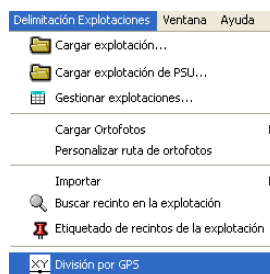 Delimitación Explotaciones Ventana Ayuda
Cargar explotación...
Cargar explotación de PSU...
Gestionar explotaciones...
Cargar Ortofotos
Personalizar ruta de ortofotos
Importar
Buscar recinto en la explotación
Etiquetado de recintos de la explotación
XY División por GPS